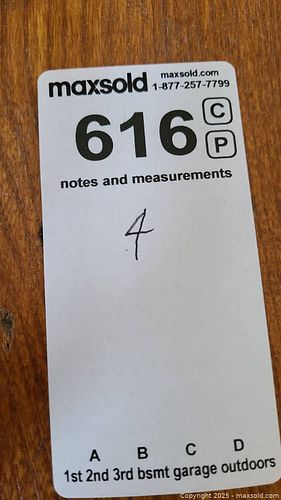 maxsold maxsold.com
1-877-257-7799
616 C
P
notes and measurements
4
A B C D
1st 2nd 3rd bsmt garage outdoors
Copyright 2025 - maxsold.com